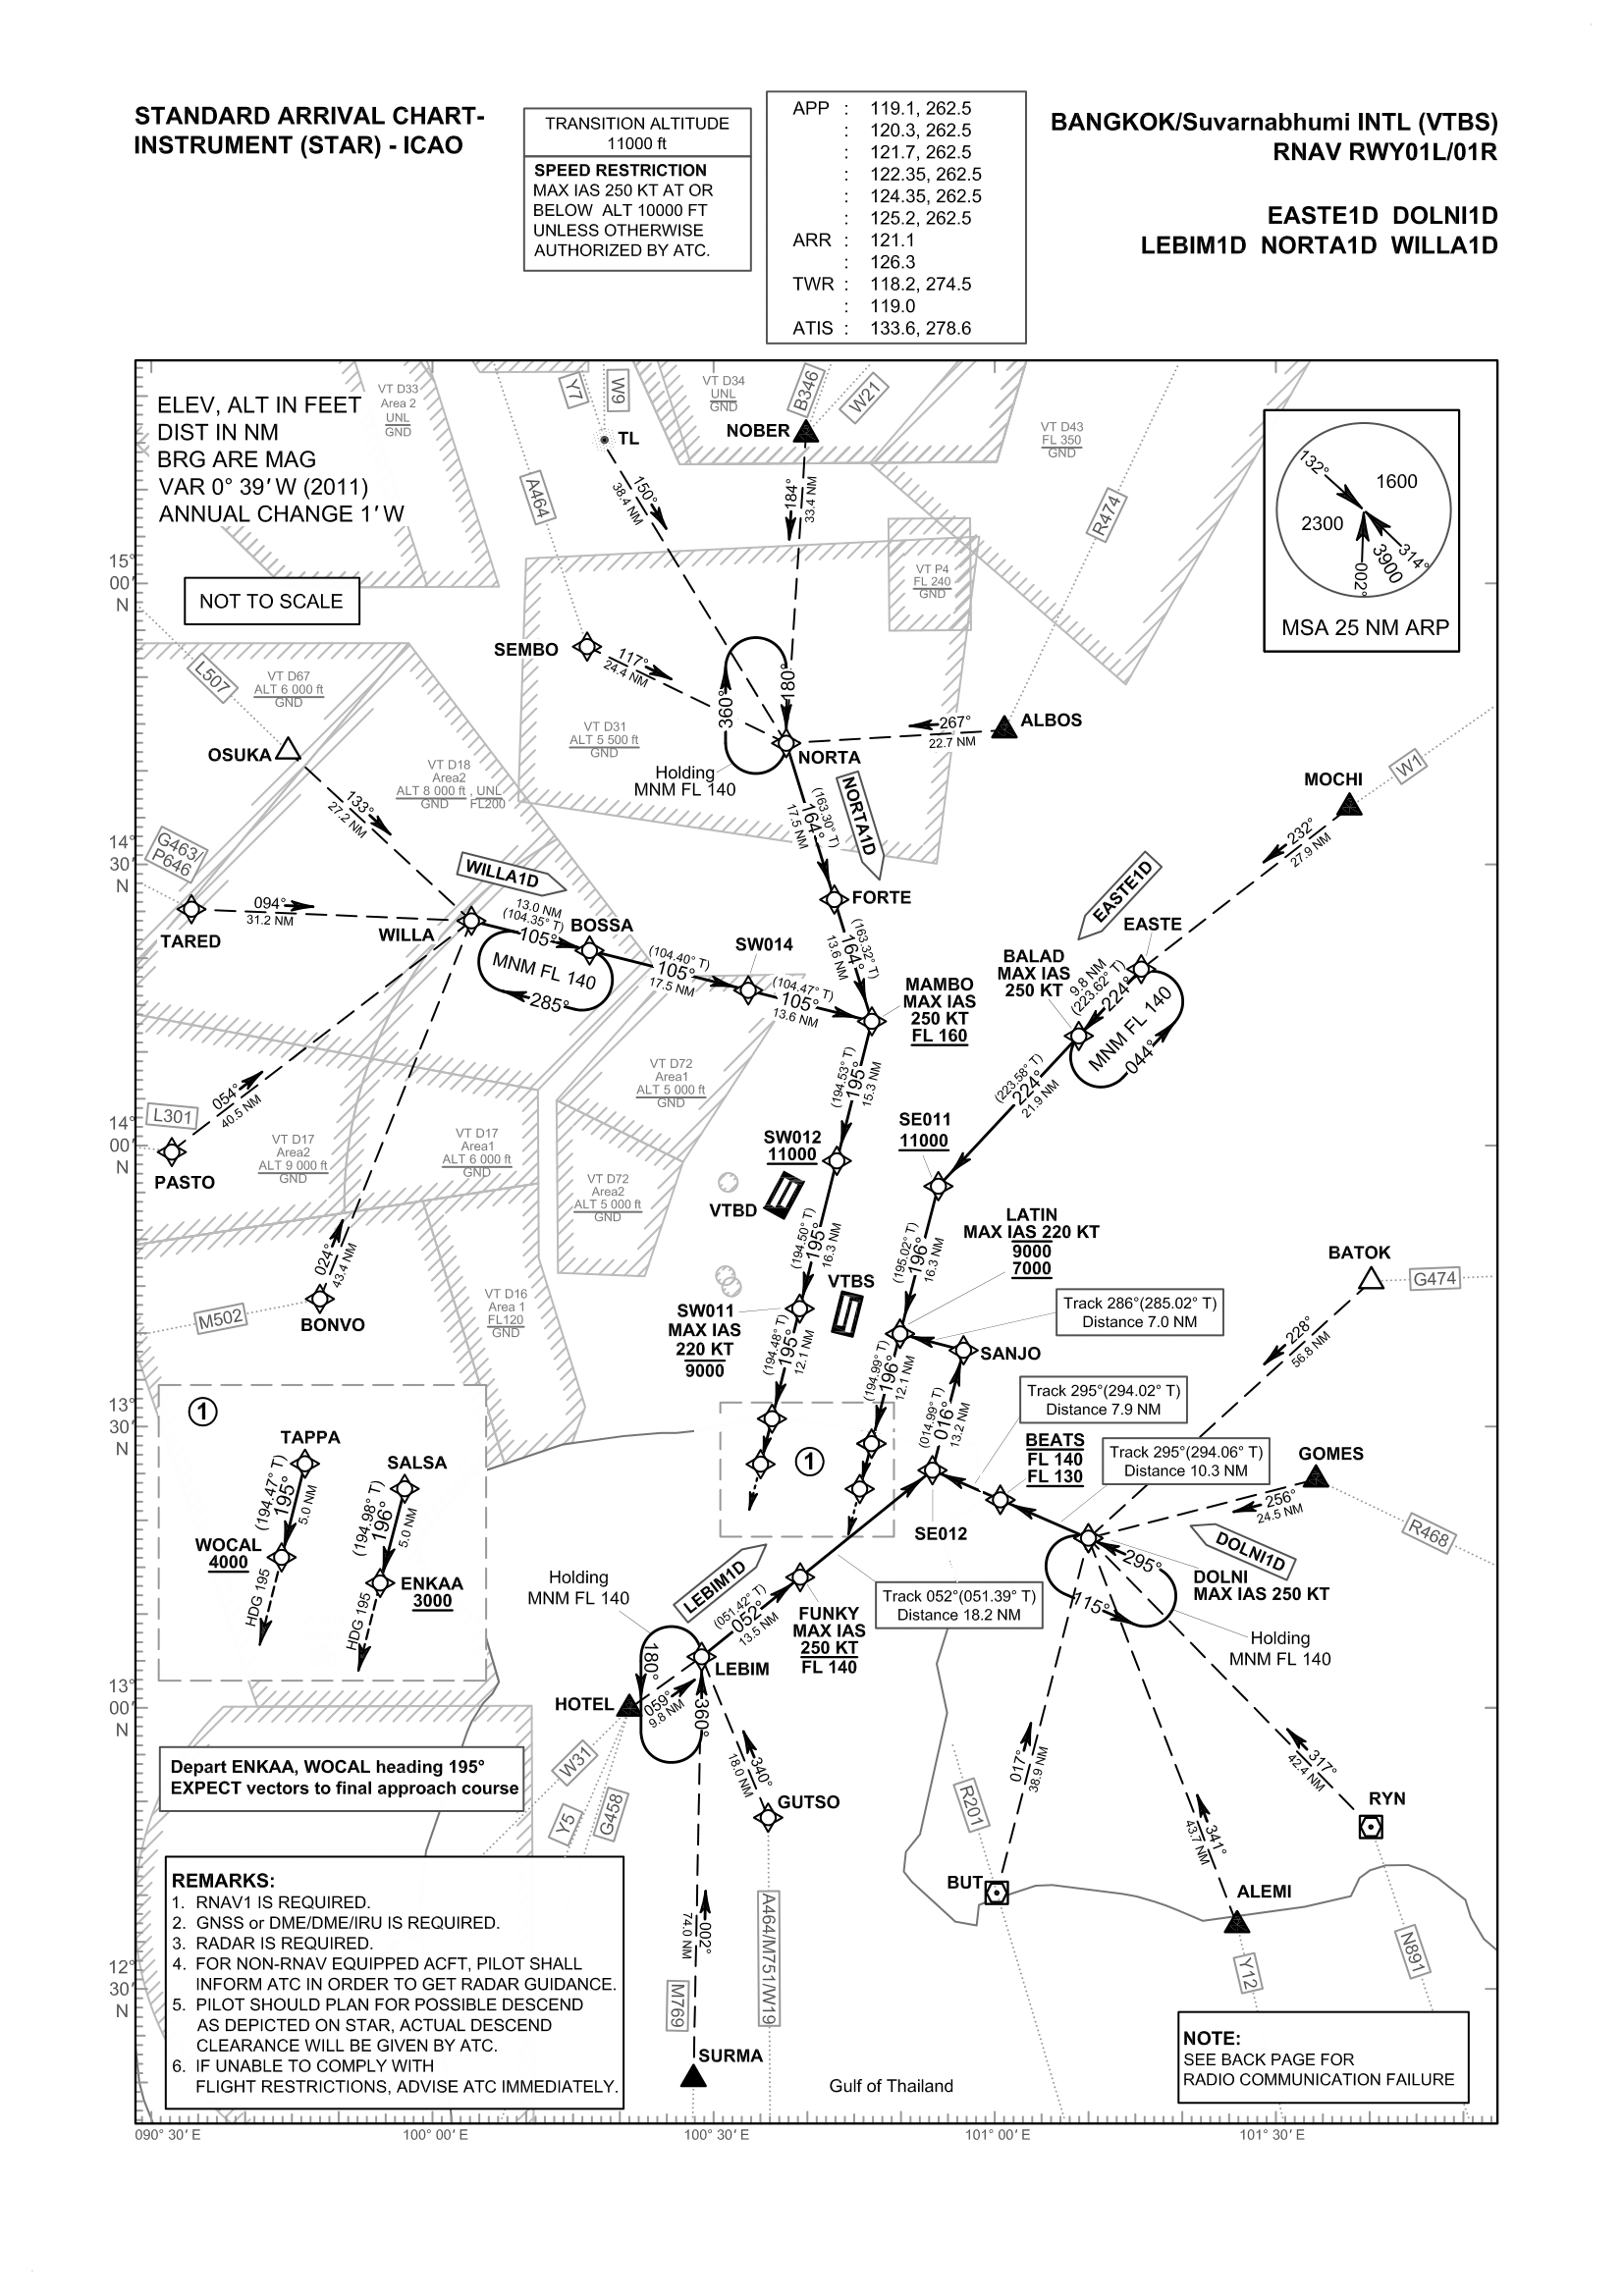 STANDARD ARRIVAL CHART-
INSTRUMENT (STAR) - ICAO
TRANSITION ALTITUDE
11000 ft
SPEED RESTRICTION
MAX IAS 250 KT AT OR
BELOW ALT 10000 FT
UNLESS OTHERWISE
AUTHORIZED BY ATC.
APP : 119.1, 262.5
: 120.3, 262.5
: 121.7, 262.5
: 122.35, 262.5
: 124.35, 262.5
: 125.2, 262.5
ARR : 121.1
: 126.3
TWR : 118.2, 274.5
: 119.0
ATIS : 133.6, 278.6
BANGKOK/Suvarnabhumi INTL (VTBS)
RNAV RWY01L/01R
EASTE1D DOLNI1D
LEBIM1D NORTA1D WILLA1D
ELEV, ALT IN FEET
DIST IN NM
BRG ARE MAG
VAR 0° 39′ W (2011)
ANNUAL CHANGE 1′ W
NOT TO SCALE
VT D33
Area 2
UNL
GND
Y7
W9
TL
VT D34
UNL
GND
B346
W21
NOBER
VT D43
FL 350
GND
A464
150°
38.4 NM
184°
33.4 NM
R474
132°
1600
2300
314°
3900
002°
MSA 25 NM ARP
VT P4
FL 240
GND
15°
00′
N
SEMBO
117°
24.4 NM
360°
180°
L507
VT D67
ALT 6 000 ft
GND
VT D31
ALT 5 500 ft
GND
267°
22.7 NM
ALBOS
OSUKA
NORTA
Holding
MNM FL 140
VT D18
Area2
ALT 8 000 ft , UNL
GND FL200
133°
27.2 NM
NORTA1D
(163.30° T)
164°
17.5 NM
MOCHI
W1
232°
27.9 NM
14°
30′
N
G463/
P646
WILLA1D
EASTE1D
FORTE
094°
31.2 NM
TARED
WILLA
13.0 NM
(104.35° T)
105°
BOSSA
MNM FL 140
285°
(104.40° T)
105°
17.5 NM
SW014
(104.47° T)
105°
13.6 NM
(163.32° T)
164°
13.6 NM
MAMBO
MAX IAS
250 KT
FL 160
EASTE
BALAD
MAX IAS
250 KT
9.8 NM
(223.62° T)
224°
MNM FL 140
044°
(223.58° T)
224°
21.9 NM
VT D72
Area1
ALT 5 000 ft
GND
(194.53° T)
195°
15.3 NM
054°
40.5 NM
L301
14°
00′
N
PASTO
VT D17
Area2
ALT 9 000 ft
GND
VT D17
Area1
ALT 6 000 ft
GND
SE011
11000
SW012
11000
VT D72
Area2
ALT 5 000 ft
GND
VTBD
024°
43.4 NM
M502
BONVO
(194.50° T)
195°
16.3 NM
(195.02° T)
196°
16.3 NM
LATIN
MAX IAS 220 KT
9000
7000
BATOK
G474
VT D16
Area 1
FL120
GND
VTBS
SW011
MAX IAS
220 KT
9000
Track 286°(285.02° T)
Distance 7.0 NM
228°
56.8 NM
SANJO
(194.48° T)
195°
12.1 NM
(194.99° T)
196°
12.1 NM
(014.99° T)
016°
13.2 NM
Track 295°(294.02° T)
Distance 7.9 NM
13°
30′
N
1
1
TAPPA
(194.47° T)
195°
5.0 NM
SALSA
(194.98° T)
196°
5.0 NM
WOCAL
4000
ENKAA
3000
HDG 195
HDG 195
BEATS
FL 140
FL 130
Track 295°(294.06° T)
Distance 10.3 NM
GOMES
256°
24.5 NM
R468
SE012
DOLNI1D
295°
115°
DOLNI
MAX IAS 250 KT
Holding
MNM FL 140
Holding
MNM FL 140
LEBIM1D
(051.42° T)
052°
13.5 NM
Track 052°(051.39° T)
Distance 18.2 NM
FUNKY
MAX IAS
250 KT
FL 140
180°
LEBIM
13°
00′
N
HOTEL
059°
9.8 NM
360°
W31
Y5
G458
340°
18.0 NM
GUTSO
017°
38.9 NM
317°
42.4 NM
RYN
R201
Depart ENKAA, WOCAL heading 195°
EXPECT vectors to final approach course
341°
43.7 NM
BUT
ALEMI
REMARKS:
1. RNAV1 IS REQUIRED.
2. GNSS or DME/DME/IRU IS REQUIRED.
3. RADAR IS REQUIRED.
4. FOR NON-RNAV EQUIPPED ACFT, PILOT SHALL
INFORM ATC IN ORDER TO GET RADAR GUIDANCE.
5. PILOT SHOULD PLAN FOR POSSIBLE DESCEND
AS DEPICTED ON STAR, ACTUAL DESCEND
CLEARANCE WILL BE GIVEN BY ATC.
6. IF UNABLE TO COMPLY WITH
FLIGHT RESTRICTIONS, ADVISE ATC IMMEDIATELY.
002°
74.0 NM
M769
A464/M751/W19
Y12
N891
12°
30′
N
SURMA
Gulf of Thailand
NOTE:
SEE BACK PAGE FOR
RADIO COMMUNICATION FAILURE
090° 30′ E
100° 00′ E
100° 30′ E
101° 00′ E
101° 30′ E